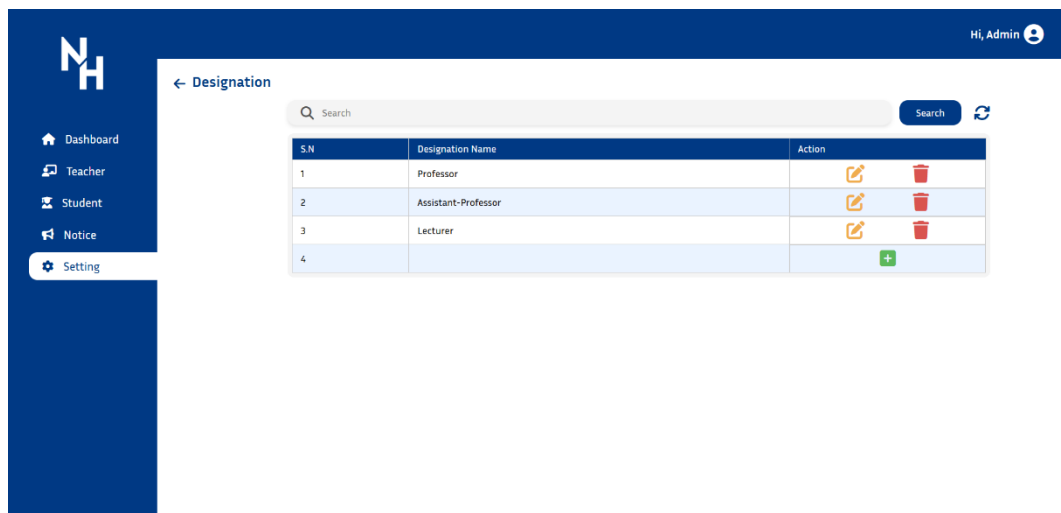 Hi, Admin
NH
← Designation
Search
Search
Dashboard
Teacher
Student
Notice
Setting
S.N Designation Name Action
1 Professor
2 Assistant-Professor
3 Lecturer
4